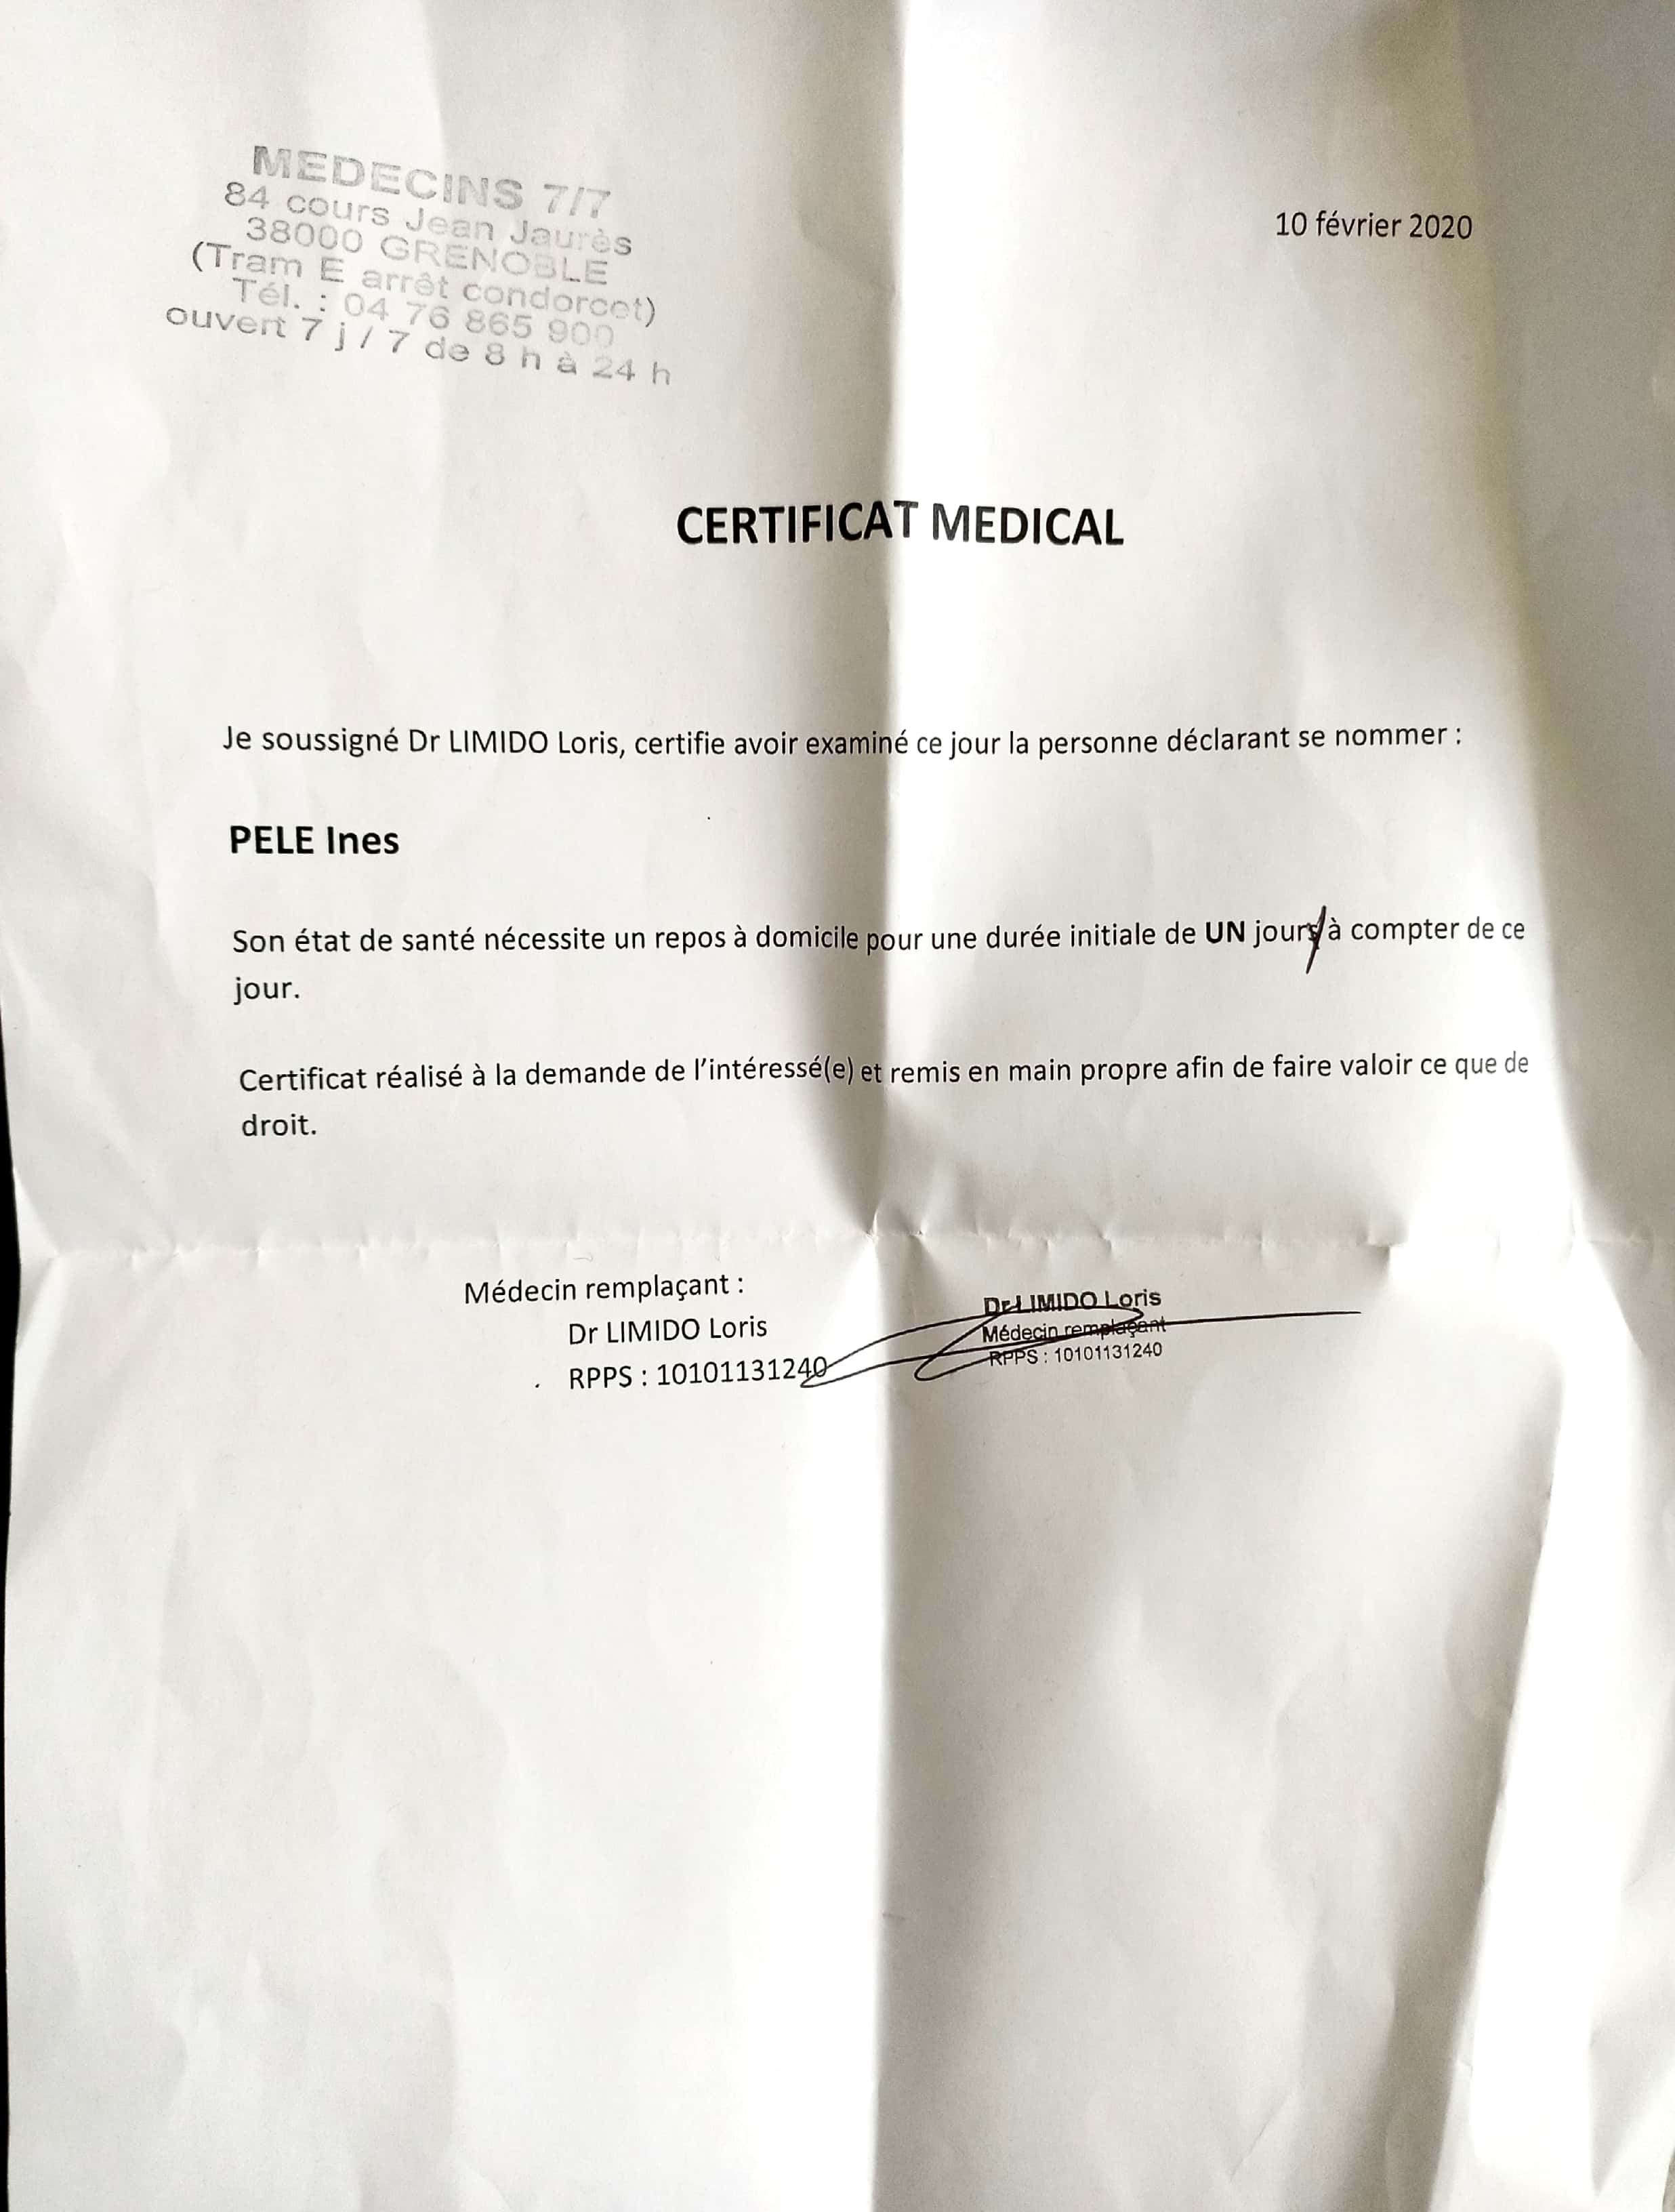 MEDECINS 7/7
84 cours Jean Jaurès
38000 GRENOBLE
(Tram E arrêt condorcet)
Tél. : 04 76 865 900
ouvert 7 j / 7 de 8 h à 24 h
10 février 2020
CERTIFICAT MEDICAL
Je soussigné Dr LIMIDO Loris, certifie avoir examiné ce jour la personne déclarant se nommer :
PELE Ines
Son état de santé nécessite un repos à domicile pour une durée initiale de UN jours à compter de ce
jour.
Certificat réalisé à la demande de l'intéressé(e) et remis en main propre afin de faire valoir ce que de
droit.
Médecin remplaçant :
Dr LIMIDO Loris
RPPS : 10101131240
Dr LIMIDO Loris
Médecin remplaçant
RPPS : 10101131240